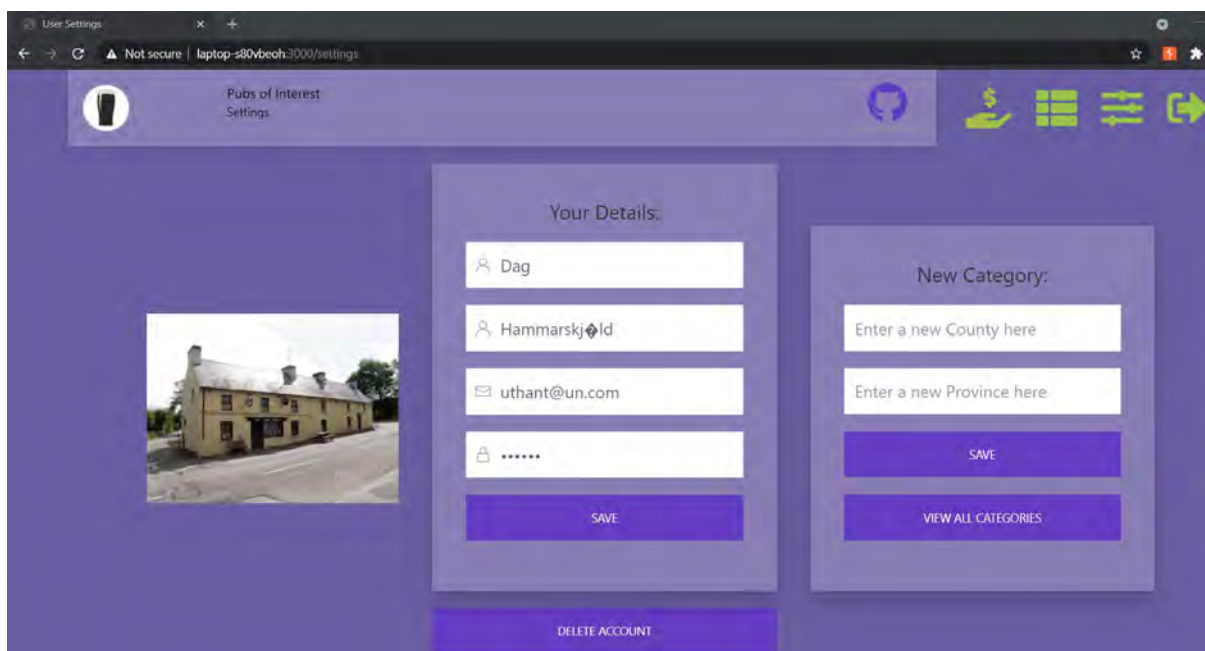 User Settings
Not secure | laptop-s80vbeoh:3000/settings
Pubs of Interest
Settings
$
Your Details:
Dag
Hammarskj�ld
uthant@un.com
••••••
SAVE
DELETE ACCOUNT
New Category:
Enter a new County here
Enter a new Province here
SAVE
VIEW ALL CATEGORIES